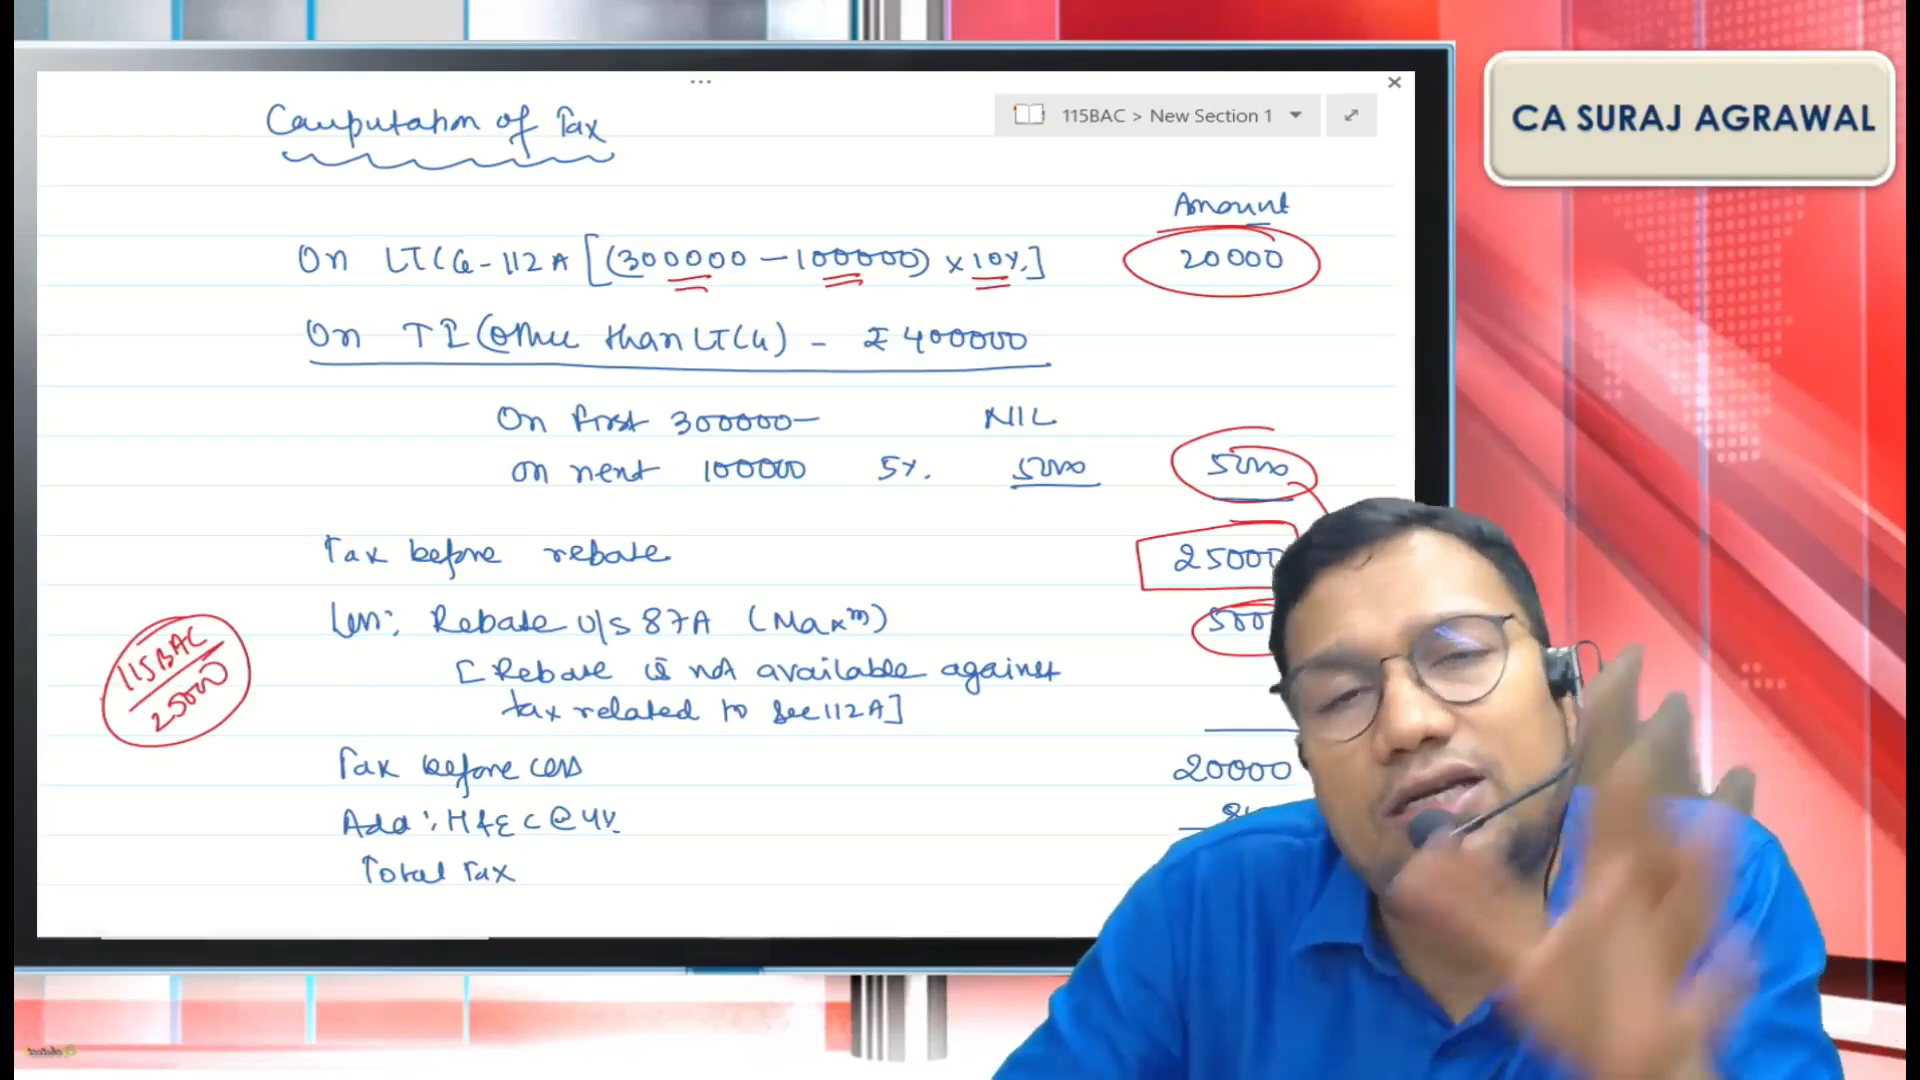 CA SURAJ AGRAWAL
115BAC > New Section 1
Computation of Tax
Amount
On LTCG-112A [(300000 - 100000) x 10%.] 20000
On TI (other than LTCG) - ₹ 400000
On first 300000- NIL
on next 100000 5%. 5000 5000
Tax before rebate 25000
Less: Rebate U/s 87A (Maxm)
[Rebate is not available against
tax related to Sec 112A]
115BAC
25000
Tax before cess 20000
Add: H&EC @ 4%.
Total Tax